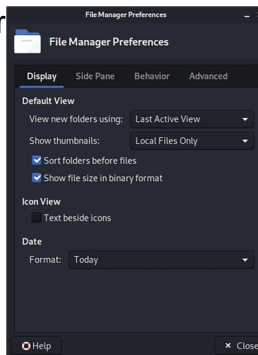 File Manager Preferences
File Manager Preferences
Display Side Pane Behavior Advanced
Default View
View new folders using: Last Active View
Show thumbnails: Local Files Only
Sort folders before files
Show file size in binary format
Icon View
Text beside icons
Date
Format: Today
Help × Close